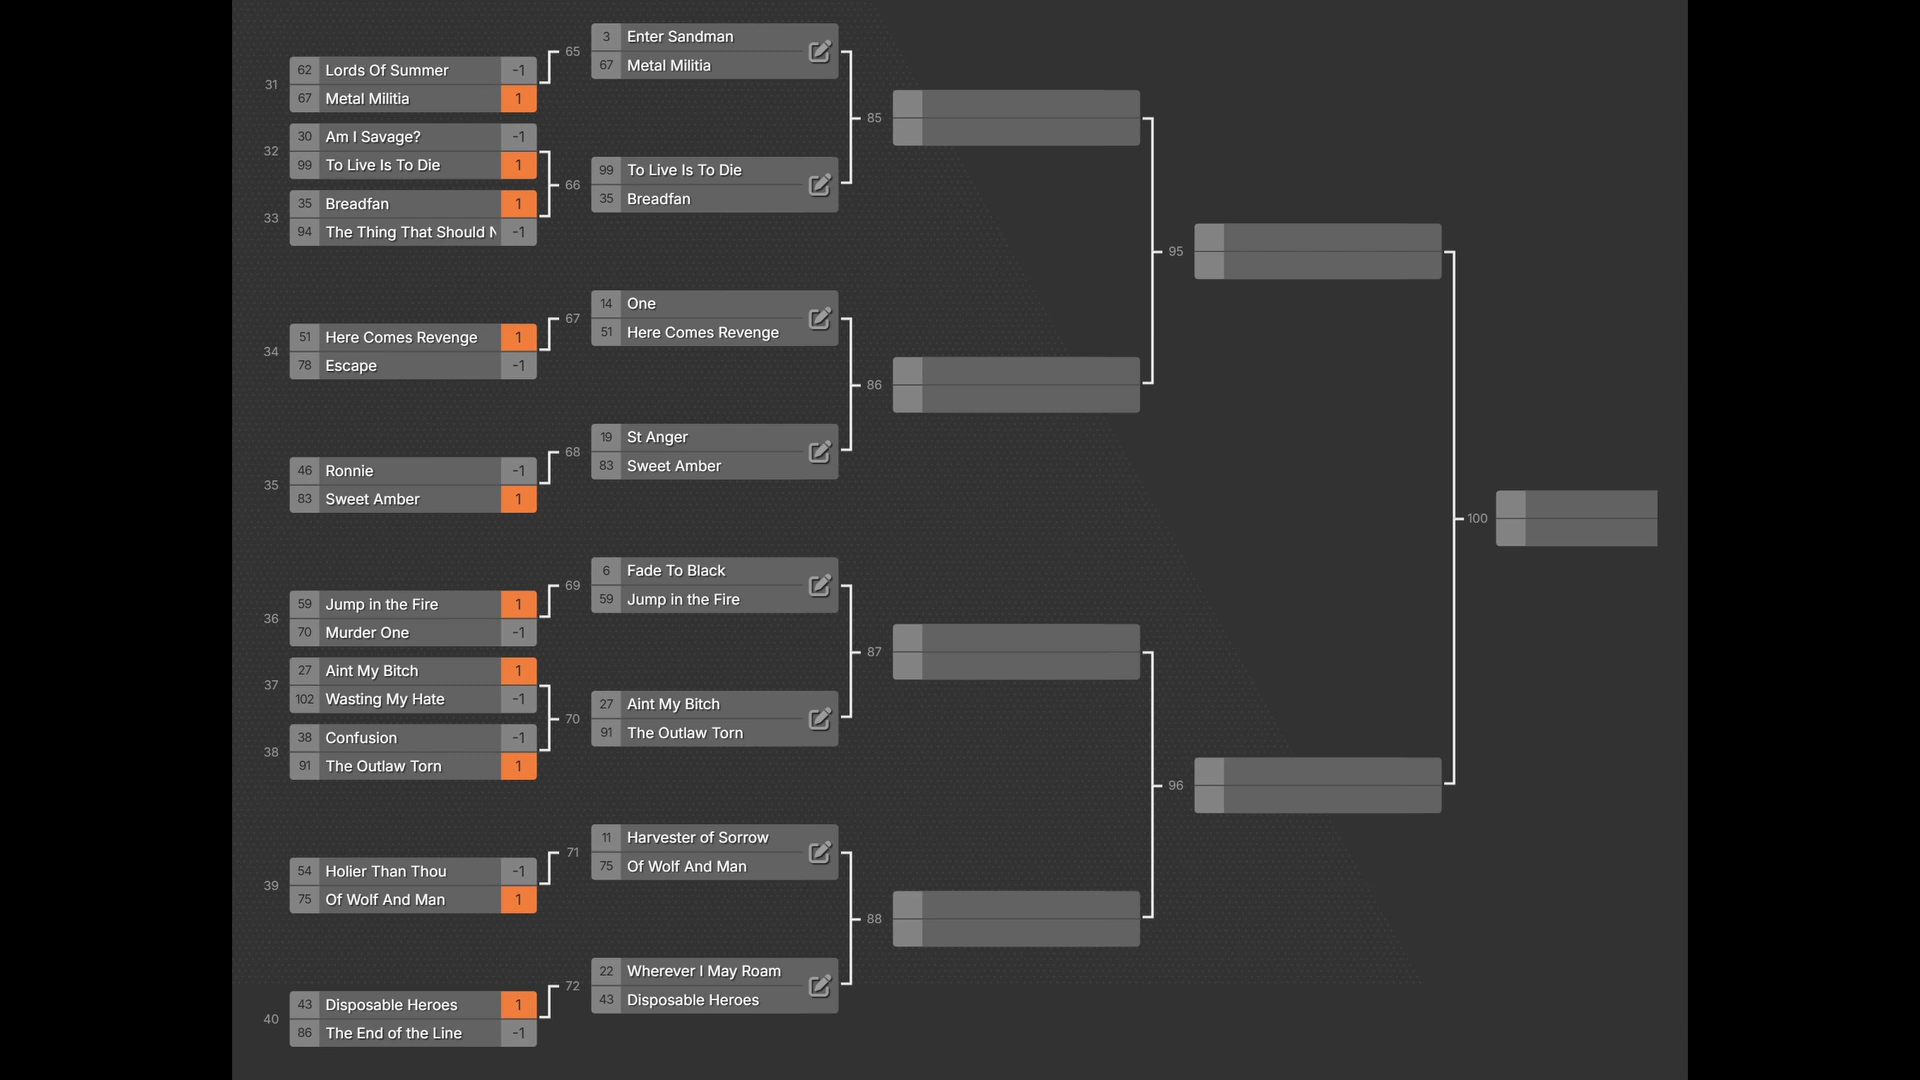 31
62 Lords Of Summer -1
67 Metal Militia 1
32
30 Am I Savage? -1
99 To Live Is To Die 1
33
35 Breadfan 1
94 The Thing That Should N -1
34
51 Here Comes Revenge 1
78 Escape -1
35
46 Ronnie -1
83 Sweet Amber 1
36
59 Jump in the Fire 1
70 Murder One -1
37
27 Aint My Bitch 1
102 Wasting My Hate -1
38
38 Confusion -1
91 The Outlaw Torn 1
39
54 Holier Than Thou -1
75 Of Wolf And Man 1
40
43 Disposable Heroes 1
86 The End of the Line -1
65
3 Enter Sandman
67 Metal Militia
66
99 To Live Is To Die
35 Breadfan
67
14 One
51 Here Comes Revenge
68
19 St Anger
83 Sweet Amber
69
6 Fade To Black
59 Jump in the Fire
70
27 Aint My Bitch
91 The Outlaw Torn
71
11 Harvester of Sorrow
75 Of Wolf And Man
72
22 Wherever I May Roam
43 Disposable Heroes
85
86
87
88
95
96
100